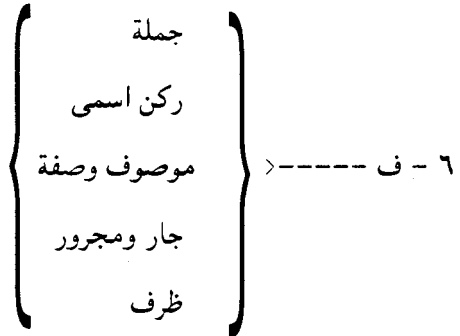 جملة
ركن اسمى
٦ - ف -----> موصوف وصفة
جار ومجرور
ظرف